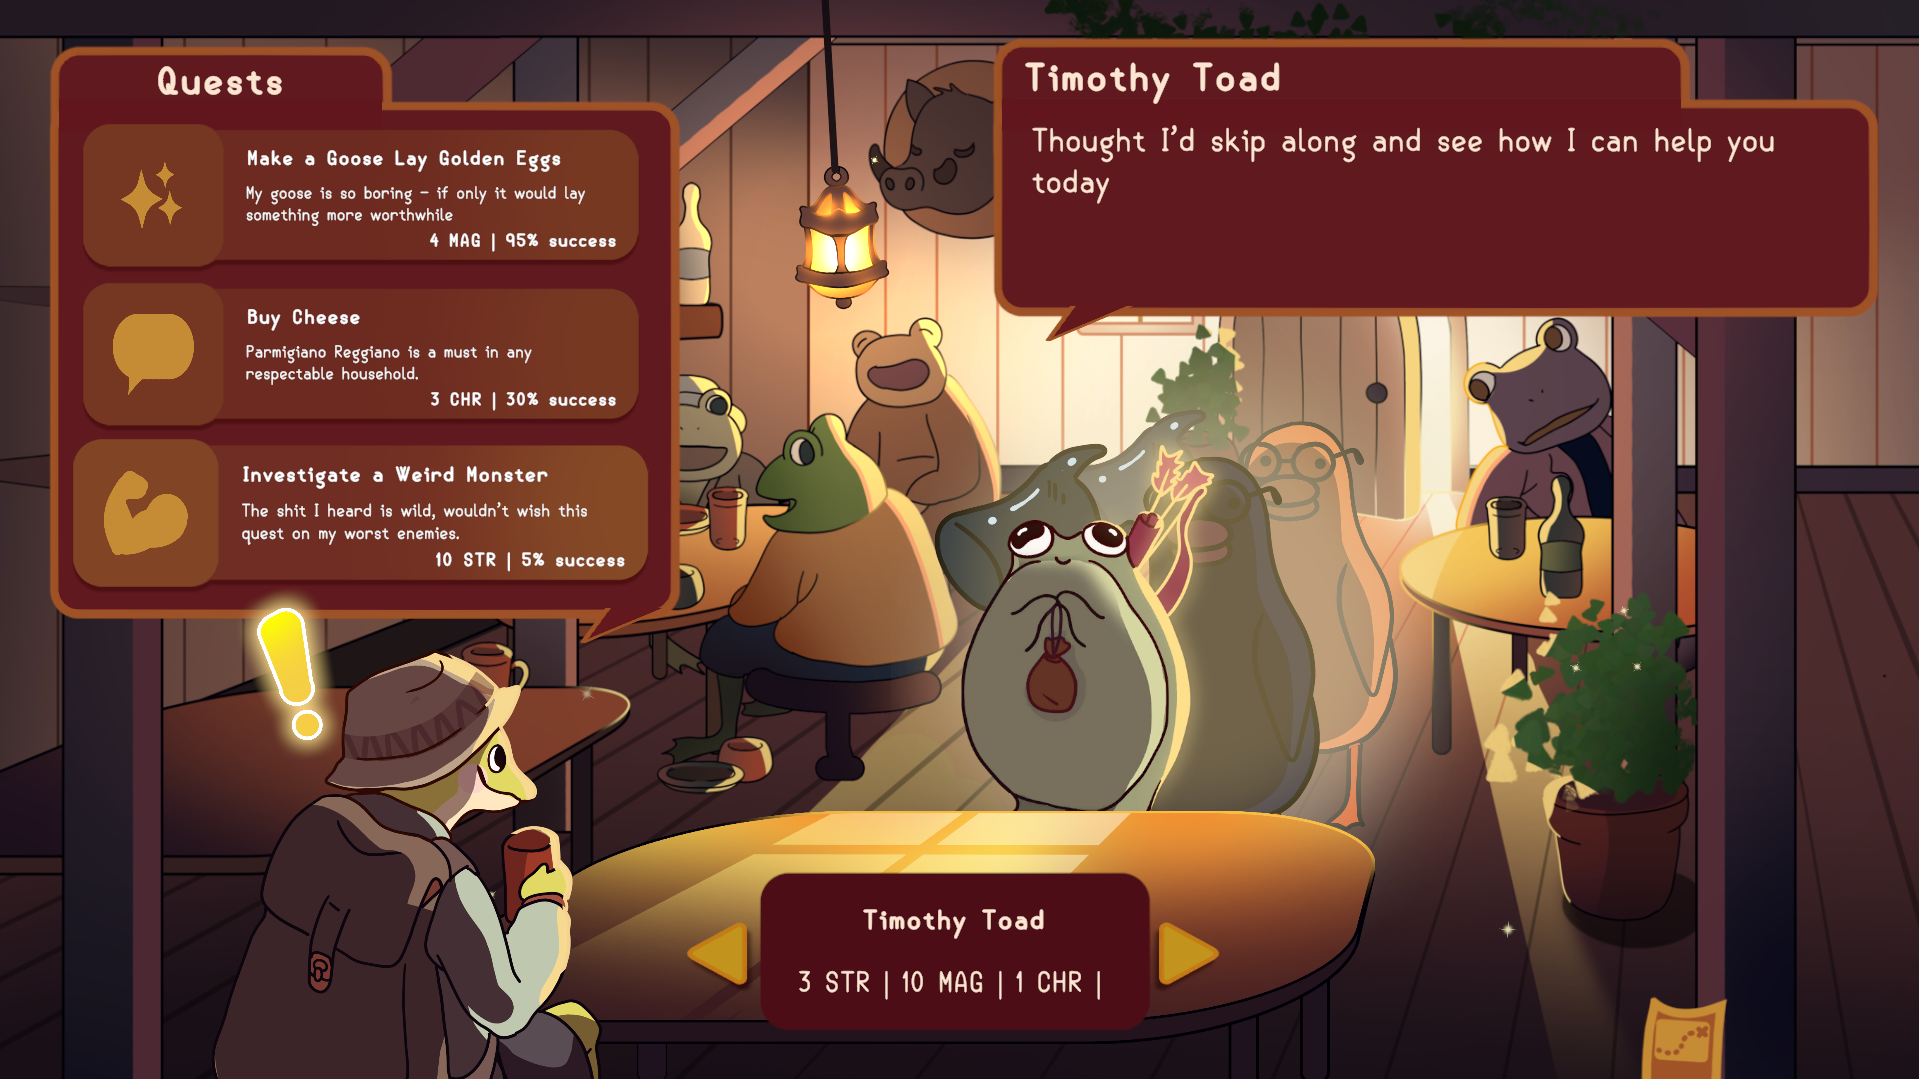 Quests
Make a Goose Lay Golden Eggs
My goose is so boring – if only it would lay
something more worthwhile
4 MAG | 95% success
Buy Cheese
Parmigiano Reggiano is a must in any
respectable household.
3 CHR | 30% success
Investigate a Weird Monster
The shit I heard is wild, wouldn't wish this
quest on my worst enemies.
10 STR | 5% success
Timothy Toad
Thought I'd skip along and see how I can help you
today
Timothy Toad
3 STR | 10 MAG | 1 CHR |